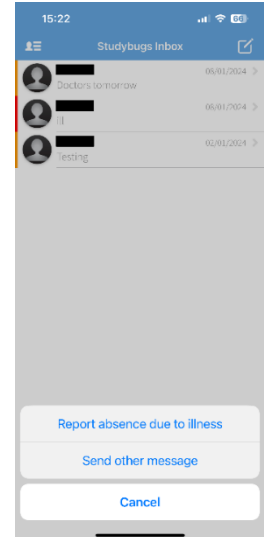 15:22
60
Studybugs Inbox
06/01/2024
Doctors tomorrow
06/01/2024
Ill
02/01/2024
Testing
Report absence due to illness
Send other message
Cancel